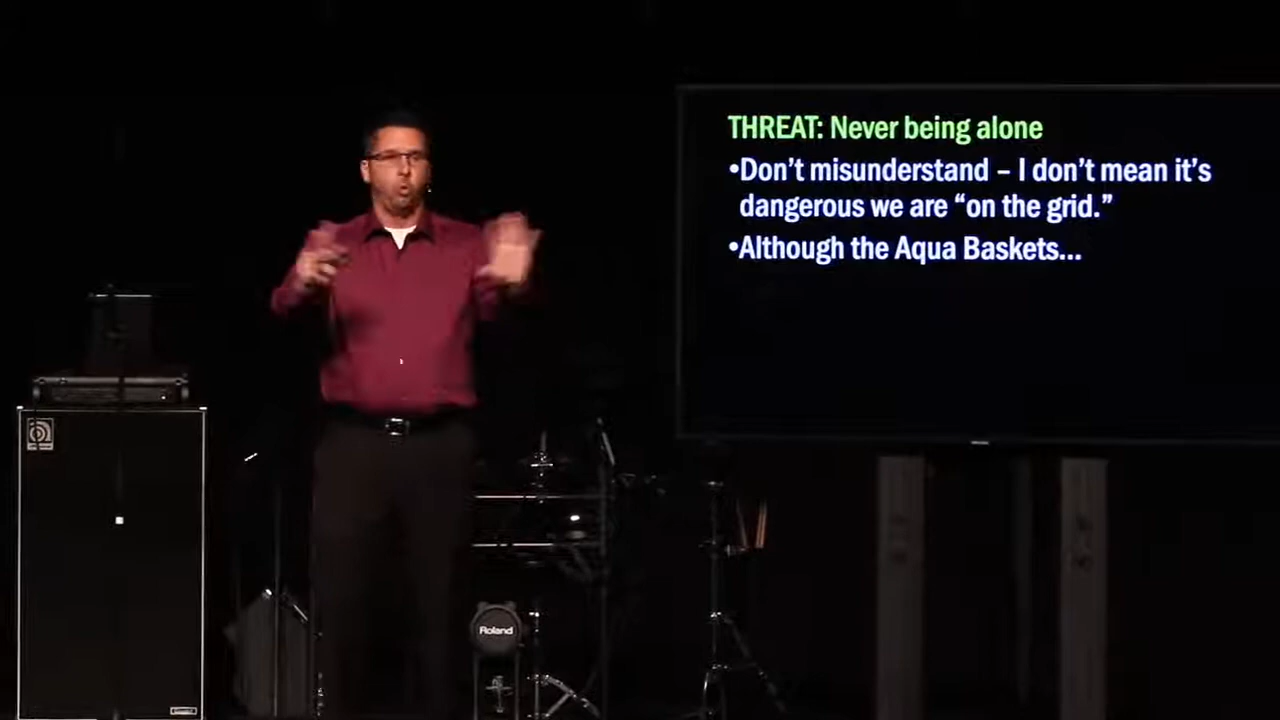 THREAT: Never being alone
•Don’t misunderstand – I don’t mean it’s
dangerous we are “on the grid.”
•Although the Aqua Baskets...
Roland